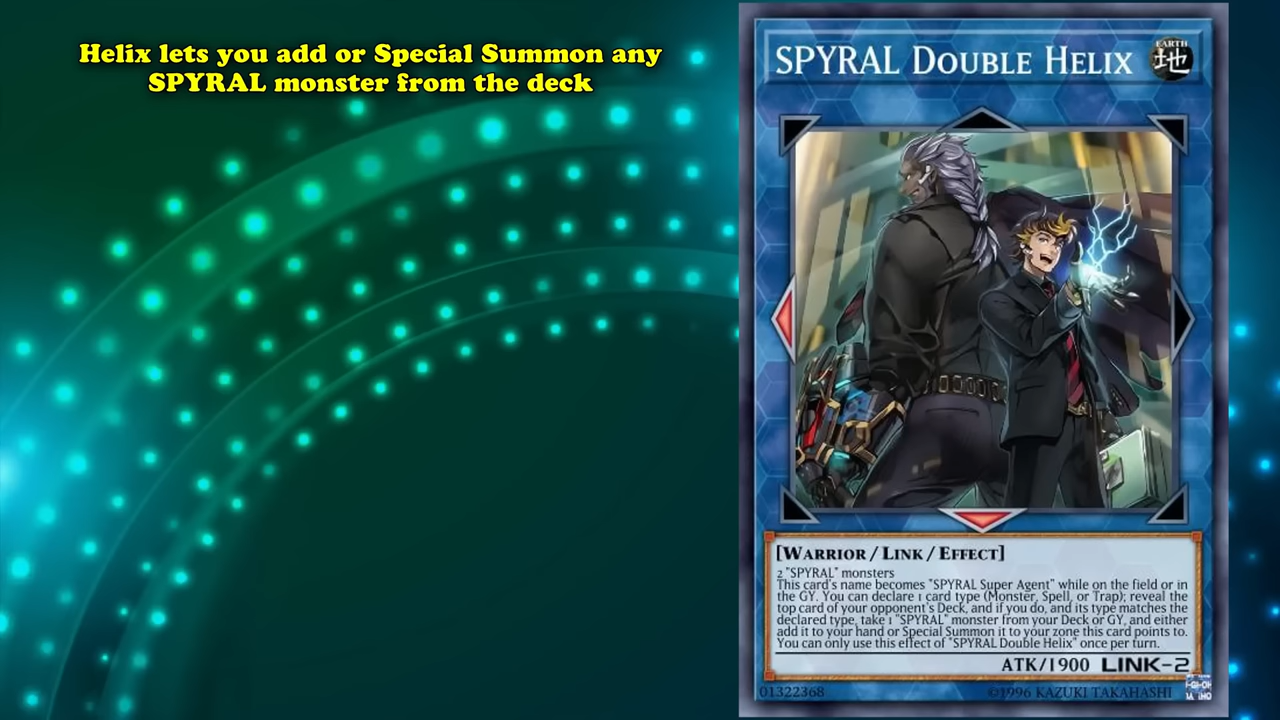 Helix lets you add or Special Summon any
SPYRAL monster from the deck
SPYRAL Double Helix
EARTH
地
[Warrior / Link / Effect]
2 "SPYRAL" monsters
This card's name becomes "SPYRAL Super Agent" while on the field or in
the GY. You can declare 1 card type (Monster, Spell, or Trap); reveal the
top card of your opponent's Deck, and if you do, and its type matches the
declared type, take 1 "SPYRAL" monster from your Deck or GY, and either
add it to your hand or Special Summon it to your zone this card points to.
You can only use this effect of "SPYRAL Double Helix" once per turn.
ATK/1900 LINK-2
01322368 ©1996 KAZUKI TAKAHASHI